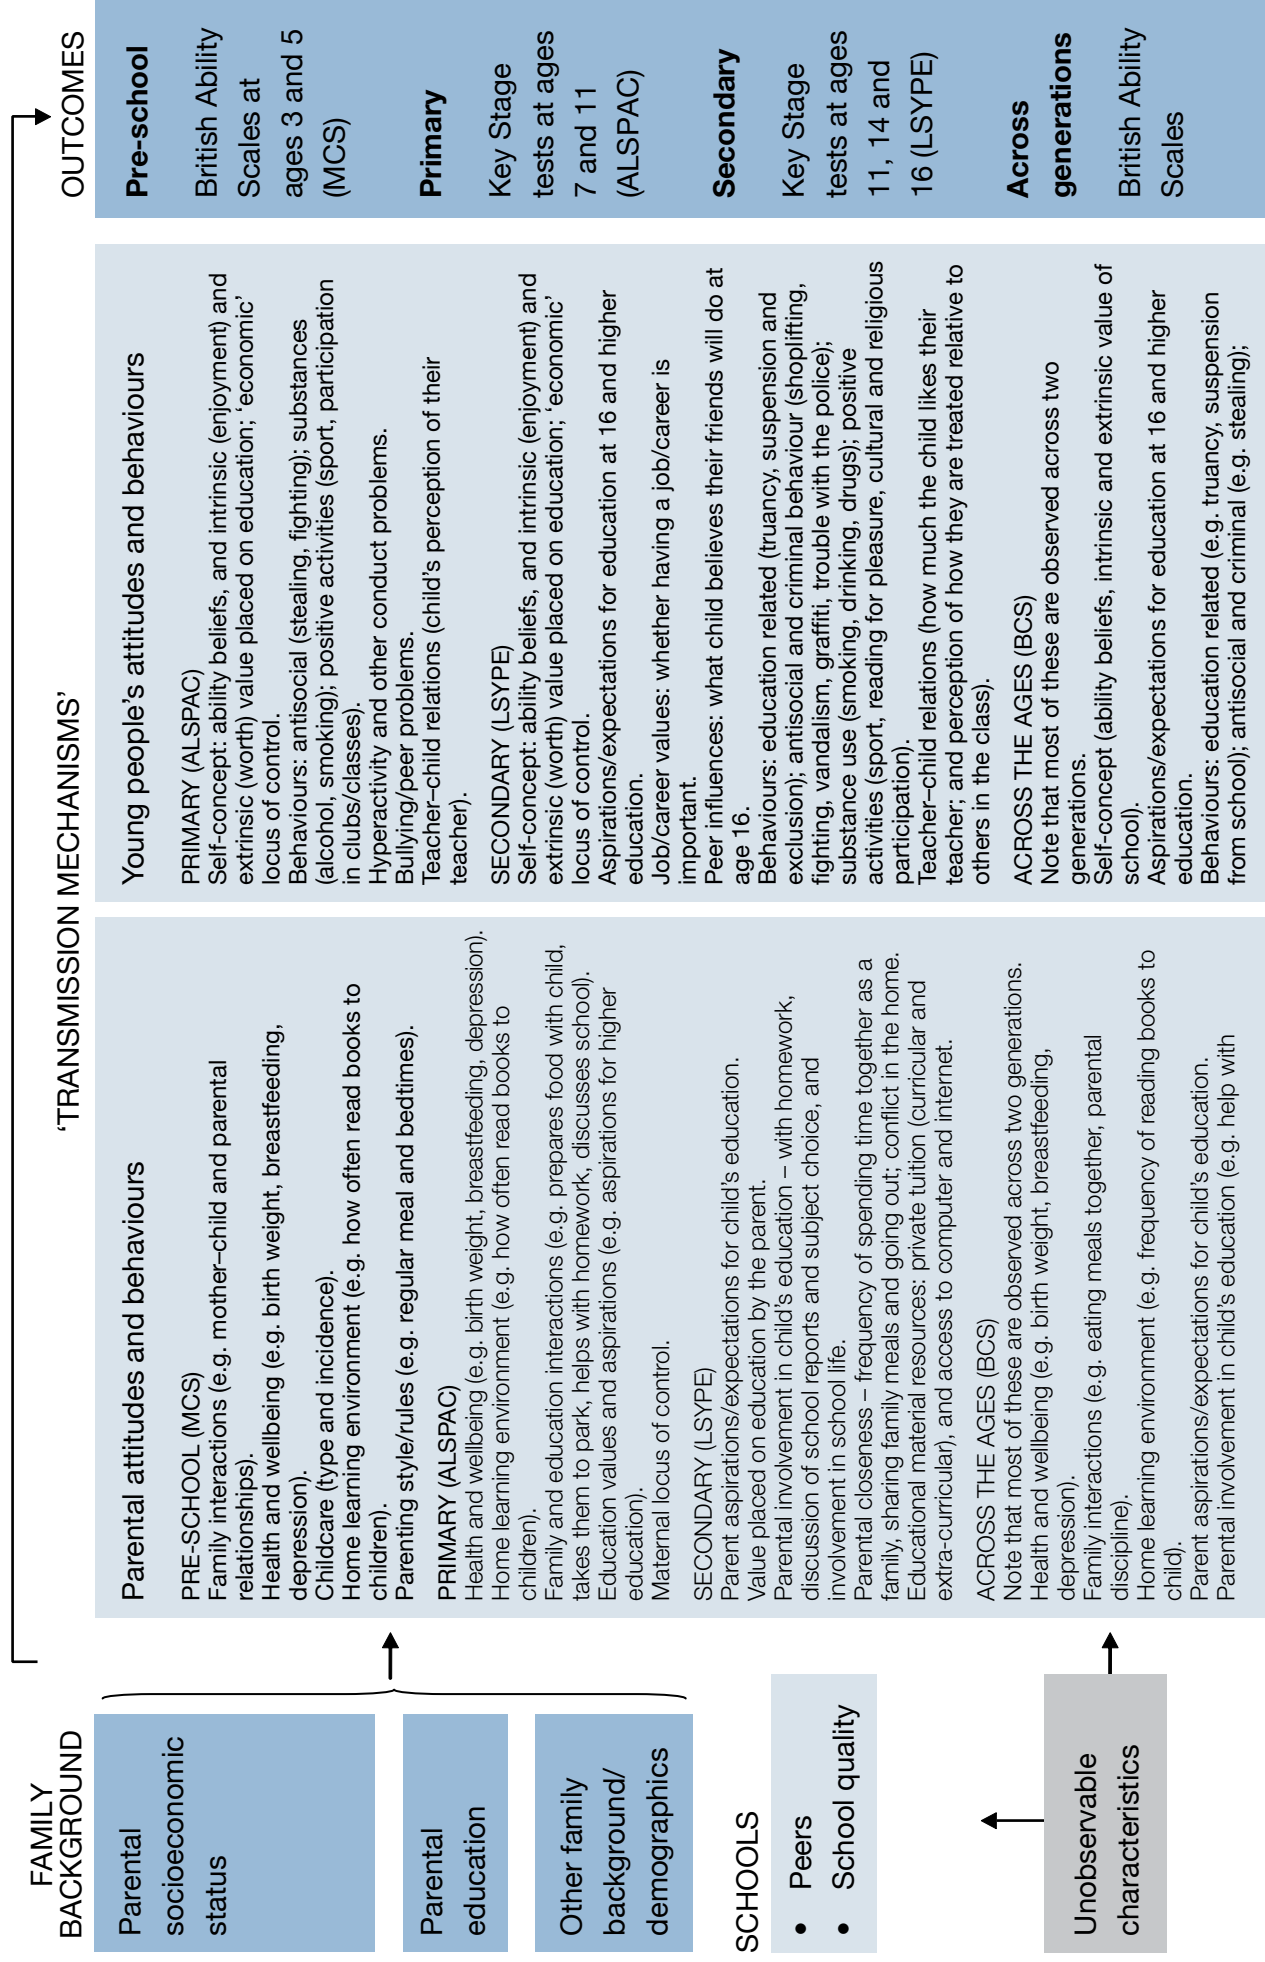 FAMILY
BACKGROUND
Parental
socioeconomic
status
Parental
education
Other family
background/
demographics
SCHOOLS
• Peers
• School quality
Unobservable
characteristics
‘TRANSMISSION MECHANISMS’
Parental attitudes and behaviours
PRE-SCHOOL (MCS)
Family interactions (e.g. mother–child and parental
relationships).
Health and wellbeing (e.g. birth weight, breastfeeding,
depression).
Childcare (type and incidence).
Home learning environment (e.g. how often read books to
children).
Parenting style/rules (e.g. regular meal and bedtimes).
PRIMARY (ALSPAC)
Health and wellbeing (e.g. birth weight, breastfeeding, depression).
Home learning environment (e.g. how often read books to
children).
Family and education interactions (e.g. prepares food with child,
takes them to park, helps with homework, discusses school).
Education values and aspirations (e.g. aspirations for higher
education).
Maternal locus of control.
SECONDARY (LSYPE)
Parent aspirations/expectations for child’s education.
Value placed on education by the parent.
Parental involvement in child’s education – with homework,
discussion of school reports and subject choice, and
involvement in school life.
Parental closeness – frequency of spending time together as a
family, sharing family meals and going out; conflict in the home.
Educational material resources: private tuition (curricular and
extra-curricular), and access to computer and internet.
ACROSS THE AGES (BCS)
Note that most of these are observed across two generations.
Health and wellbeing (e.g. birth weight, breastfeeding,
depression).
Family interactions (e.g. eating meals together, parental
discipline).
Home learning environment (e.g. frequency of reading books to
child).
Parent aspirations/expectations for child’s education.
Parental involvement in child’s education (e.g. help with
Young people’s attitudes and behaviours
PRIMARY (ALSPAC)
Self-concept: ability beliefs, and intrinsic (enjoyment) and
extrinsic (worth) value placed on education; ‘economic’
locus of control.
Behaviours: antisocial (stealing, fighting); substances
(alcohol, smoking); positive activities (sport, participation
in clubs/classes).
Hyperactivity and other conduct problems.
Bullying/peer problems.
Teacher–child relations (child’s perception of their
teacher).
SECONDARY (LSYPE)
Self-concept: ability beliefs, and intrinsic (enjoyment) and
extrinsic (worth) value placed on education; ‘economic’
locus of control.
Aspirations/expectations for education at 16 and higher
education.
Job/career values: whether having a job/career is
important.
Peer influences: what child believes their friends will do at
age 16.
Behaviours: education related (truancy, suspension and
exclusion); antisocial and criminal behaviour (shoplifting,
fighting, vandalism, graffiti, trouble with the police);
substance use (smoking, drinking, drugs); positive
activities (sport, reading for pleasure, cultural and religious
participation).
Teacher–child relations (how much the child likes their
teacher; and perception of how they are treated relative to
others in the class).
ACROSS THE AGES (BCS)
Note that most of these are observed across two
generations.
Self-concept (ability beliefs, intrinsic and extrinsic value of
school).
Aspirations/expectations for education at 16 and higher
education.
Behaviours: education related (e.g. truancy, suspension
from school); antisocial and criminal (e.g. stealing);
OUTCOMES
Pre-school
British Ability
Scales at
ages 3 and 5
(MCS)
Primary
Key Stage
tests at ages
7 and 11
(ALSPAC)
Secondary
Key Stage
tests at ages
11, 14 and
16 (LSYPE)
Across
generations
British Ability
Scales